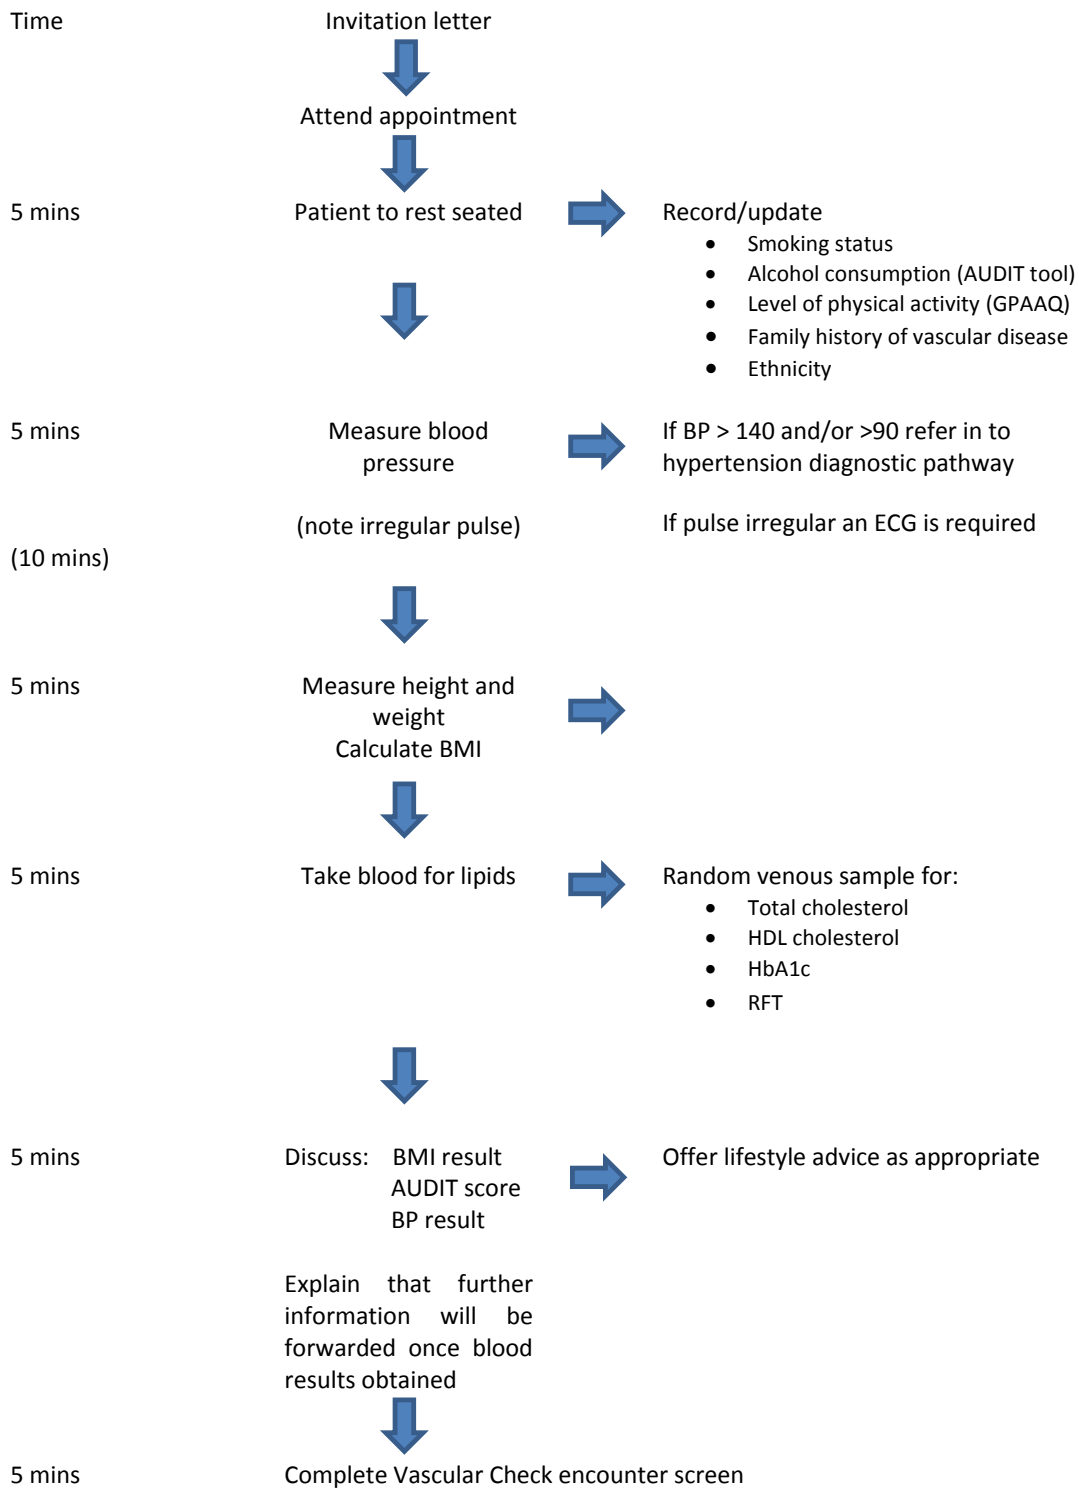 Time
Invitation letter
Attend appointment
5 mins
Patient to rest seated
Record/update
• Smoking status
• Alcohol consumption (AUDIT tool)
• Level of physical activity (GPAAQ)
• Family history of vascular disease
• Ethnicity
5 mins
Measure blood
pressure
(note irregular pulse)
If BP > 140 and/or >90 refer in to
hypertension diagnostic pathway
If pulse irregular an ECG is required
(10 mins)
5 mins
Measure height and
weight
Calculate BMI
5 mins
Take blood for lipids
Random venous sample for:
• Total cholesterol
• HDL cholesterol
• HbA1c
• RFT
5 mins
Discuss: BMI result
AUDIT score
BP result
Offer lifestyle advice as appropriate
Explain that further
information will be
forwarded once blood
results obtained
5 mins
Complete Vascular Check encounter screen